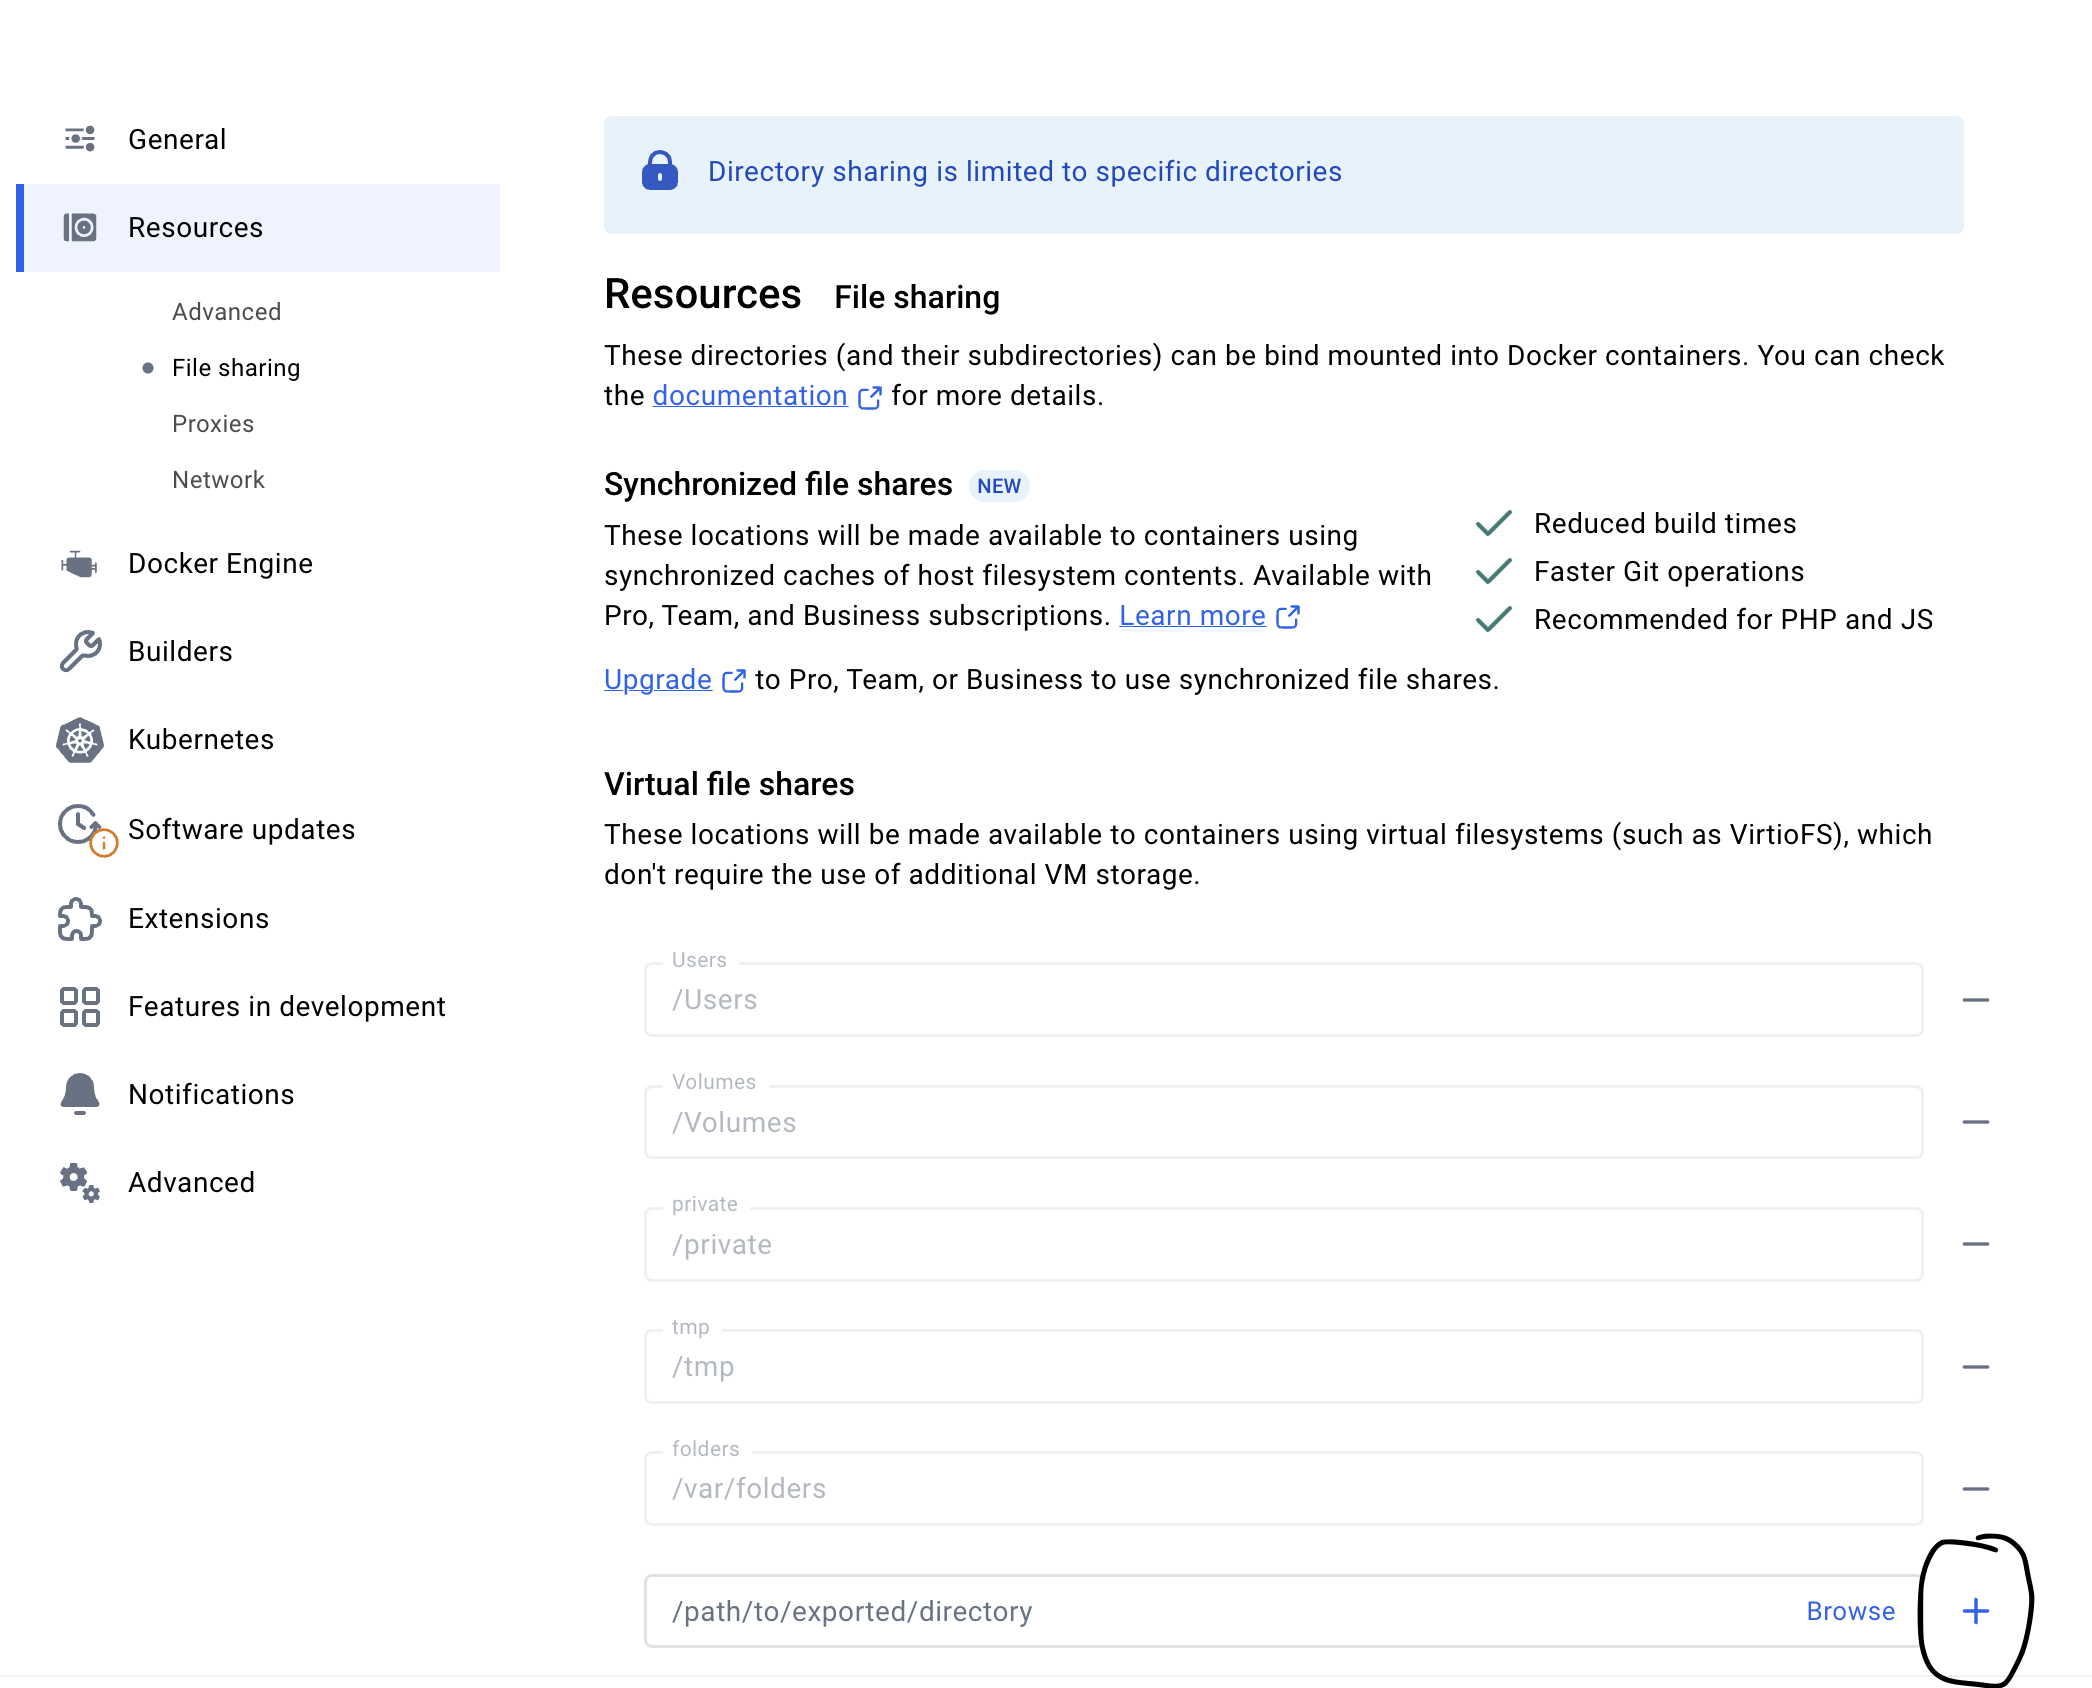 General
Resources
Advanced
File sharing
Proxies
Network
Docker Engine
Builders
Kubernetes
Software updates
Extensions
Features in development
Notifications
Advanced
Directory sharing is limited to specific directories
Resources File sharing
These directories (and their subdirectories) can be bind mounted into Docker containers. You can check
the documentation for more details.
Synchronized file shares NEW
These locations will be made available to containers using
synchronized caches of host filesystem contents. Available with
Pro, Team, and Business subscriptions. Learn more
Reduced build times
Faster Git operations
Recommended for PHP and JS
Upgrade to Pro, Team, or Business to use synchronized file shares.
Virtual file shares
These locations will be made available to containers using virtual filesystems (such as VirtioFS), which
don't require the use of additional VM storage.
Users
/Users
Volumes
/Volumes
private
/private
tmp
/tmp
folders
/var/folders
/path/to/exported/directory Browse